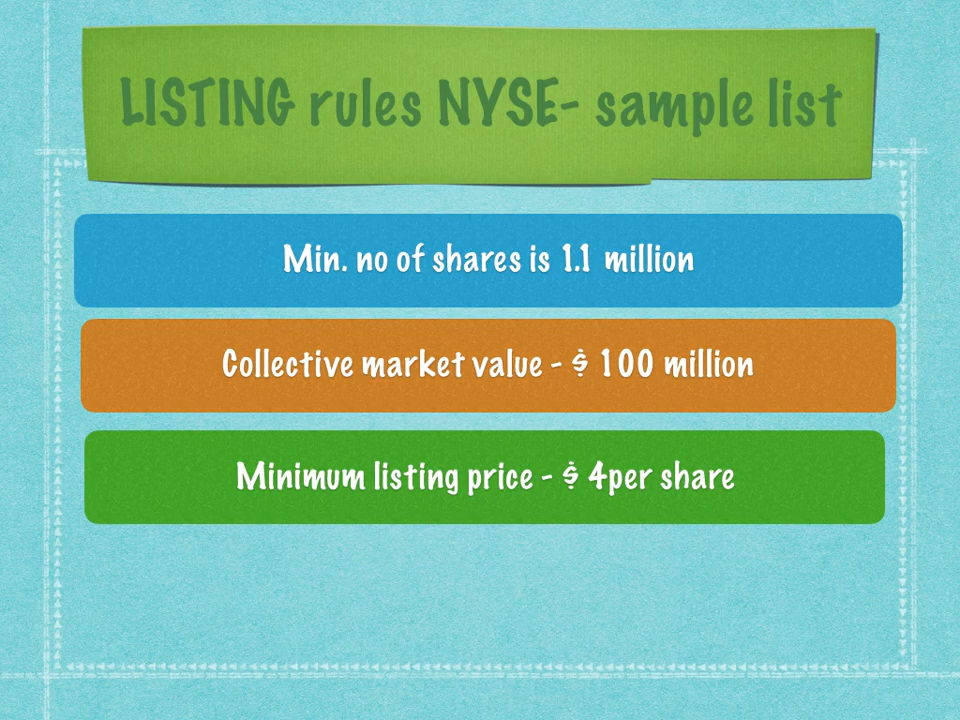 LISTING rules NYSE- sample list
Min. no of shares is 1.1 million
Collective market value - $ 100 million
Minimum listing price - $ 4per share